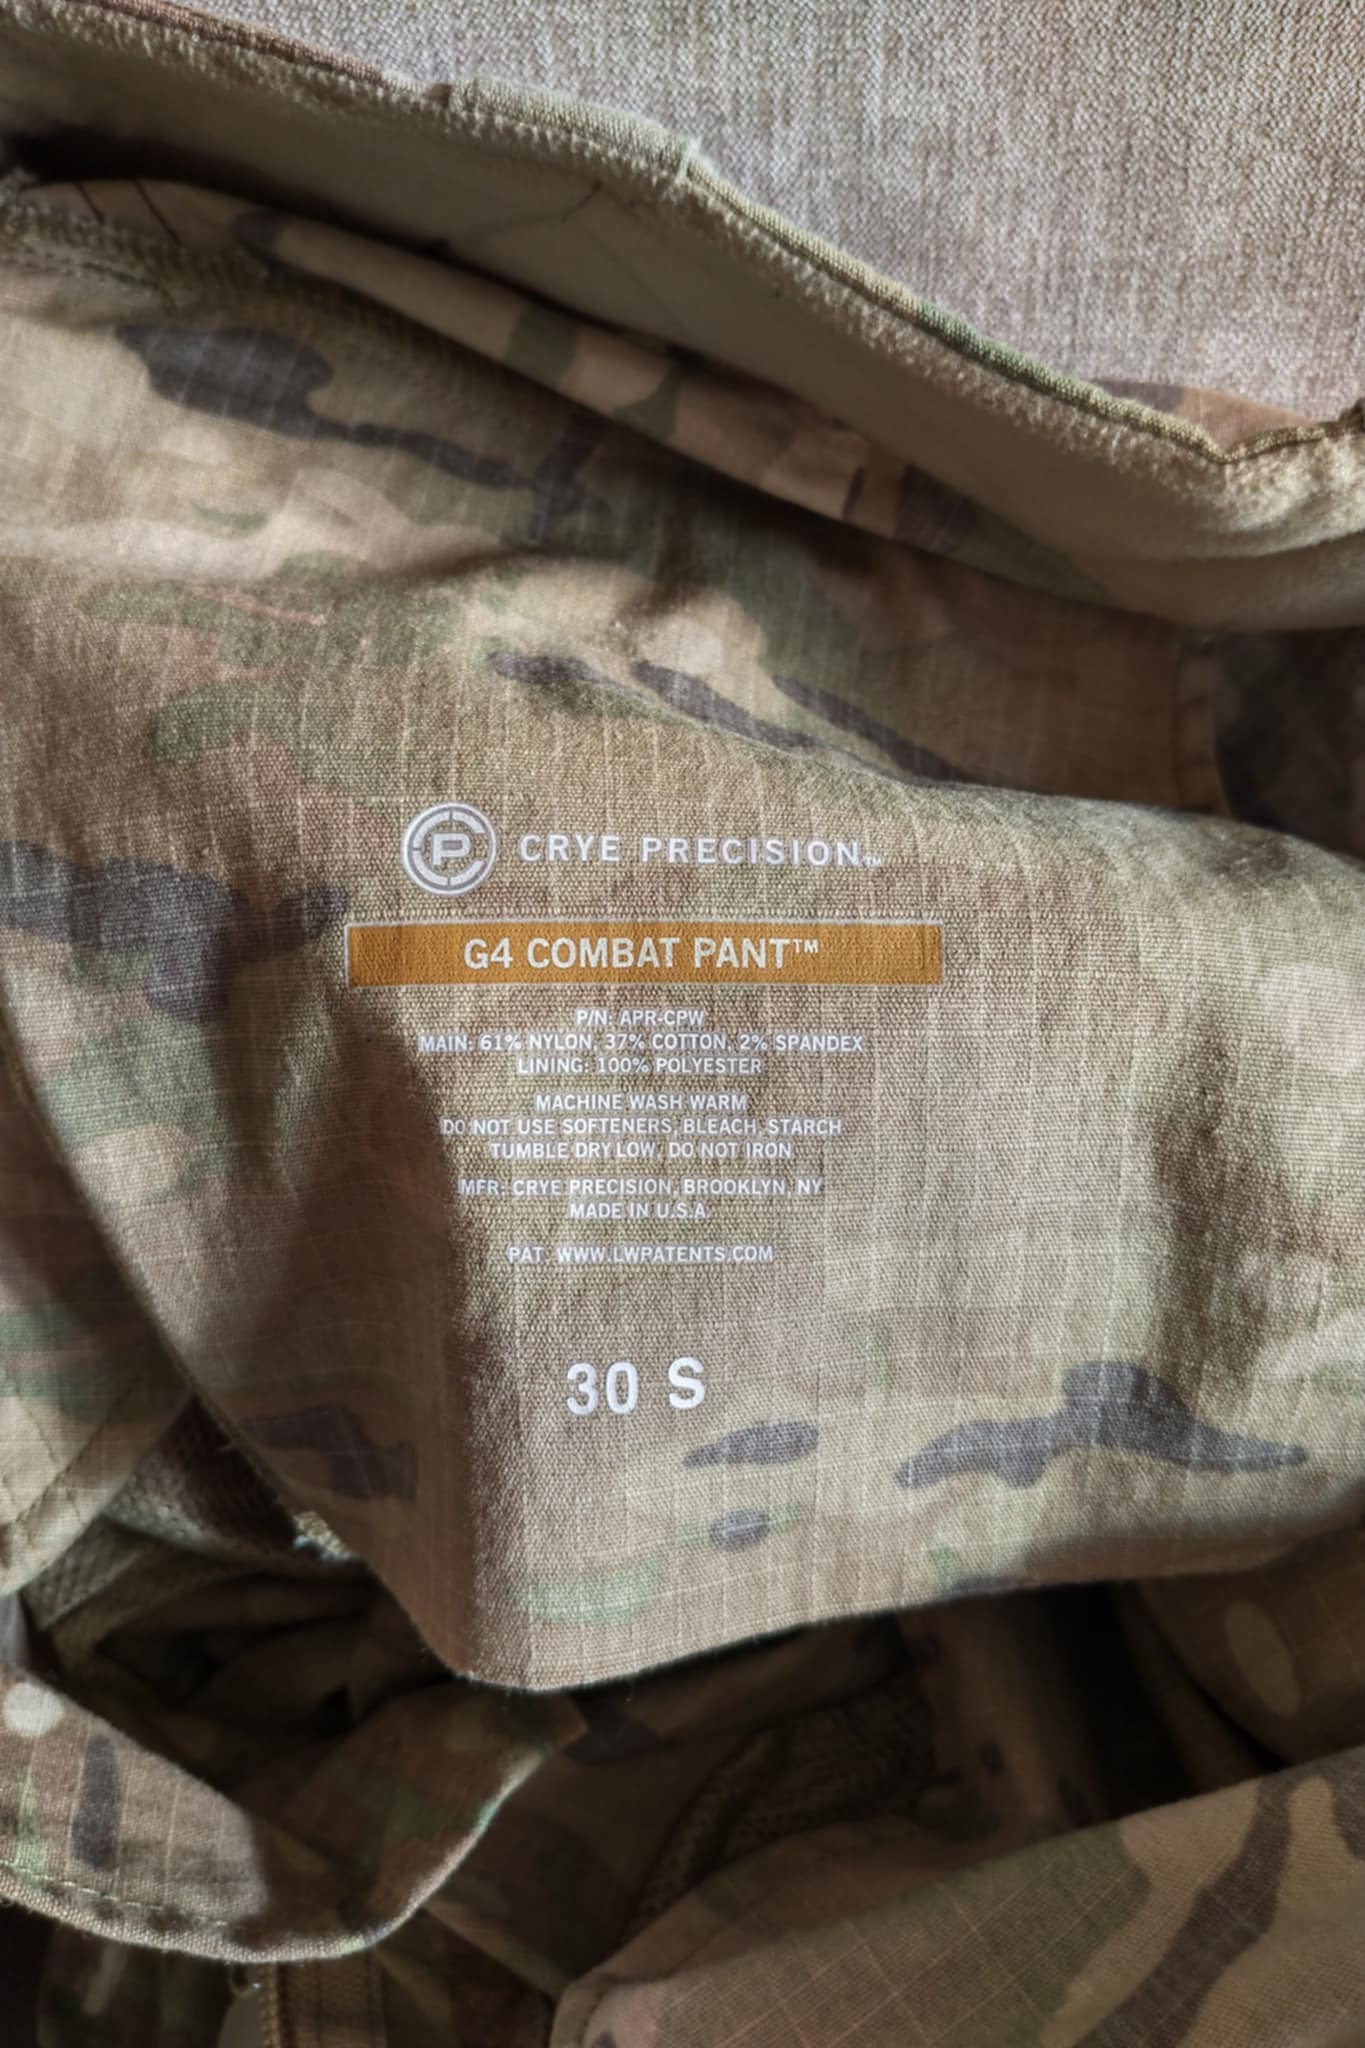 CP CRYE PRECISION™
G4 COMBAT PANT™
P/N: APR-CPW
MAIN: 61% NYLON, 37% COTTON, 2% SPANDEX
LINING: 100% POLYESTER
MACHINE WASH WARM
DO NOT USE SOFTENERS, BLEACH, STARCH
TUMBLE DRY LOW, DO NOT IRON
MFR: CRYE PRECISION, BROOKLYN, NY
MADE IN U.S.A.
PAT WWW.LWPATENTS.COM
30 S